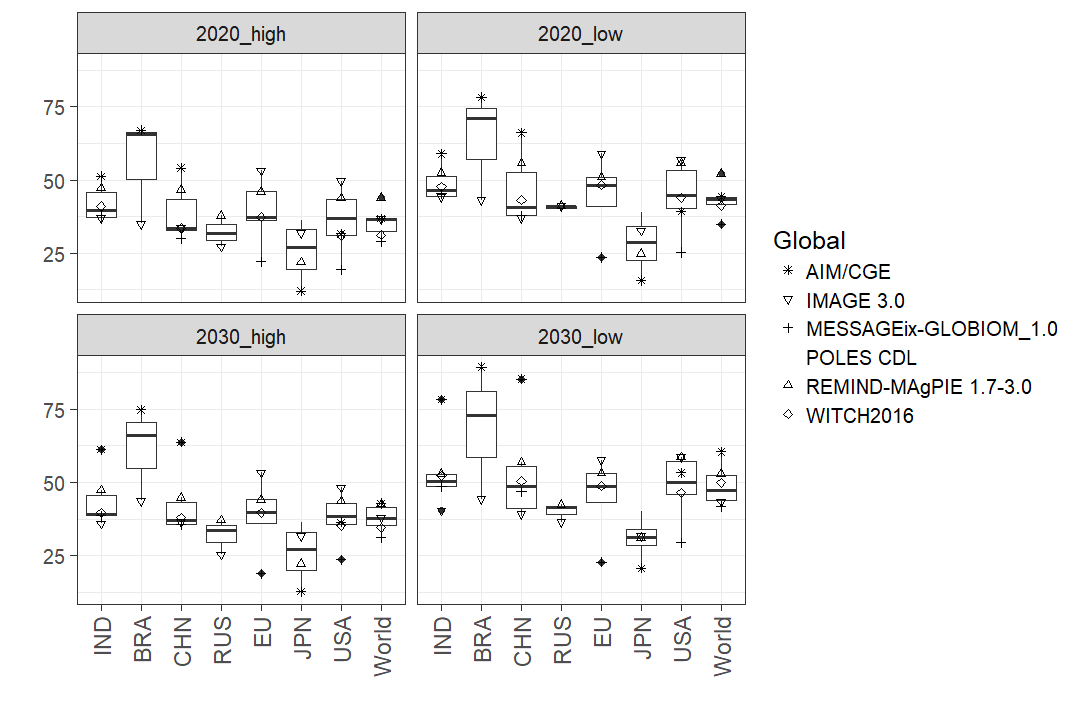 2020_high
2020_low
75
50
25
2030_high
2030_low
75
50
25
IND
BRA
CHN
RUS
EU
JPN
USA
World
IND
BRA
CHN
RUS
EU
JPN
USA
World
Global
AIM/CGE
IMAGE 3.0
MESSAGEix-GLOBIOM_1.0
POLES CDL
REMIND-MAgPIE 1.7-3.0
WITCH2016